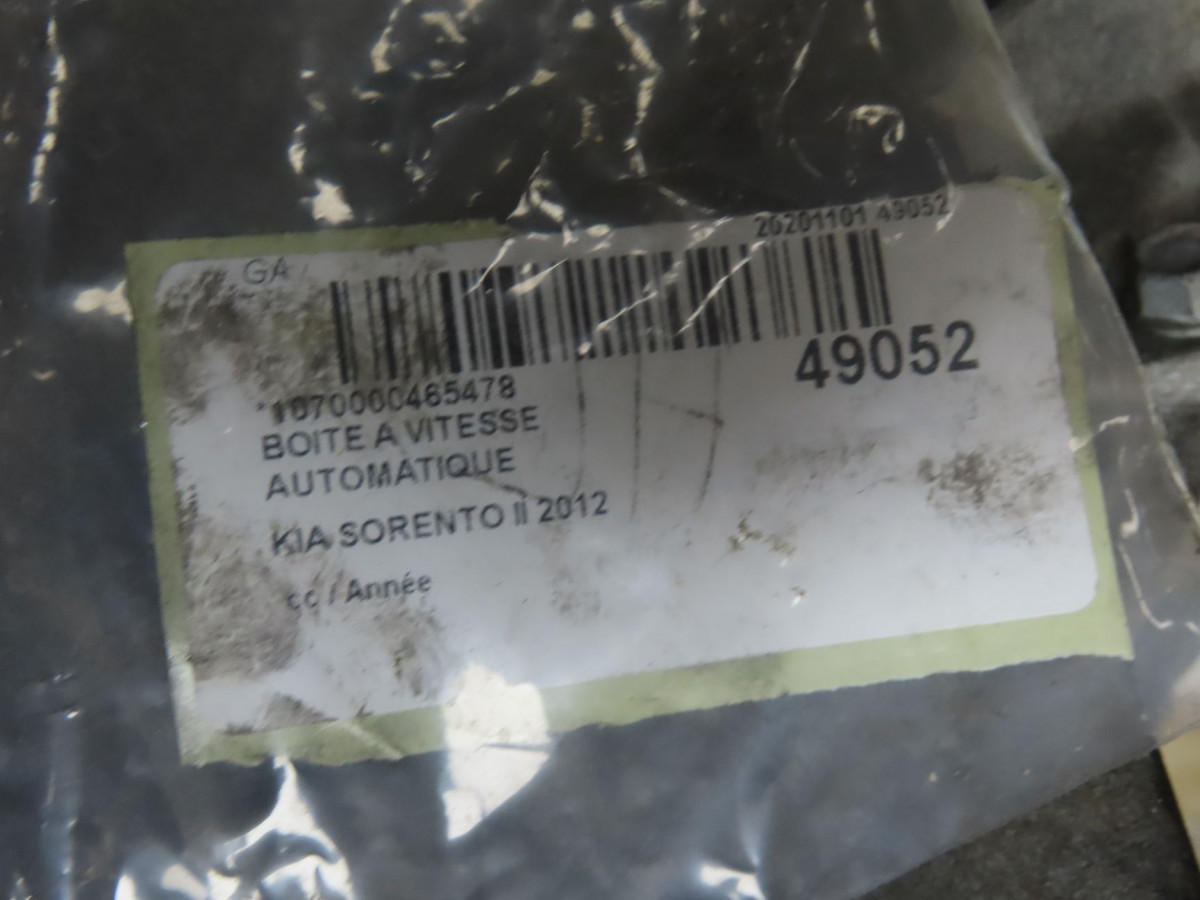 GA
20201101 49052
49052
*1070000465478
BOITE A VITESSE
AUTOMATIQUE
KIA SORENTO II 2012
cc / Année